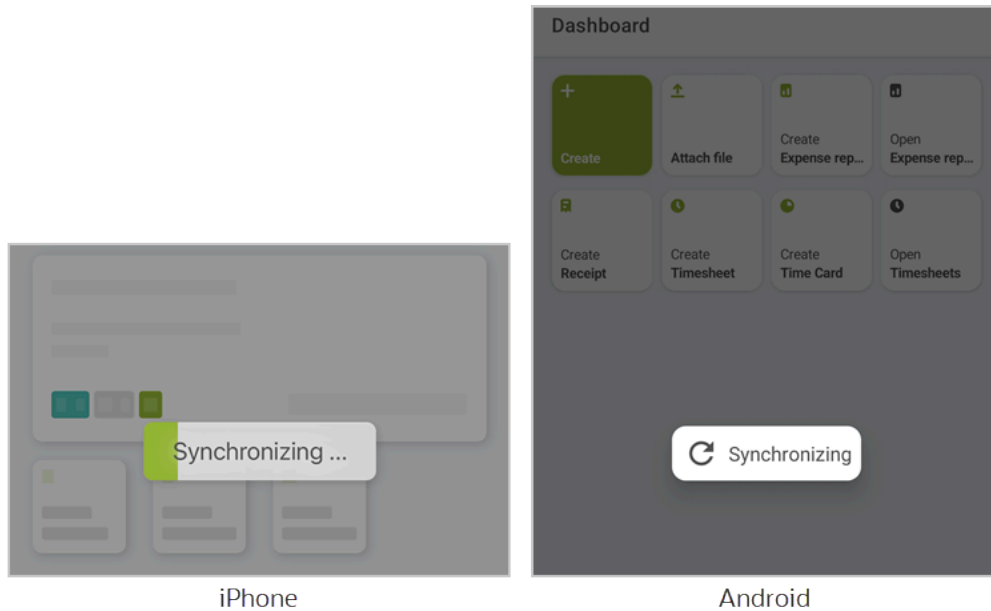 Dashboard
Create
Attach file
Create
Expense rep...
Open
Expense rep...
Create
Receipt
Create
Timesheet
Create
Time Card
Open
Timesheets
Synchronizing ...
Synchronizing
iPhone
Android